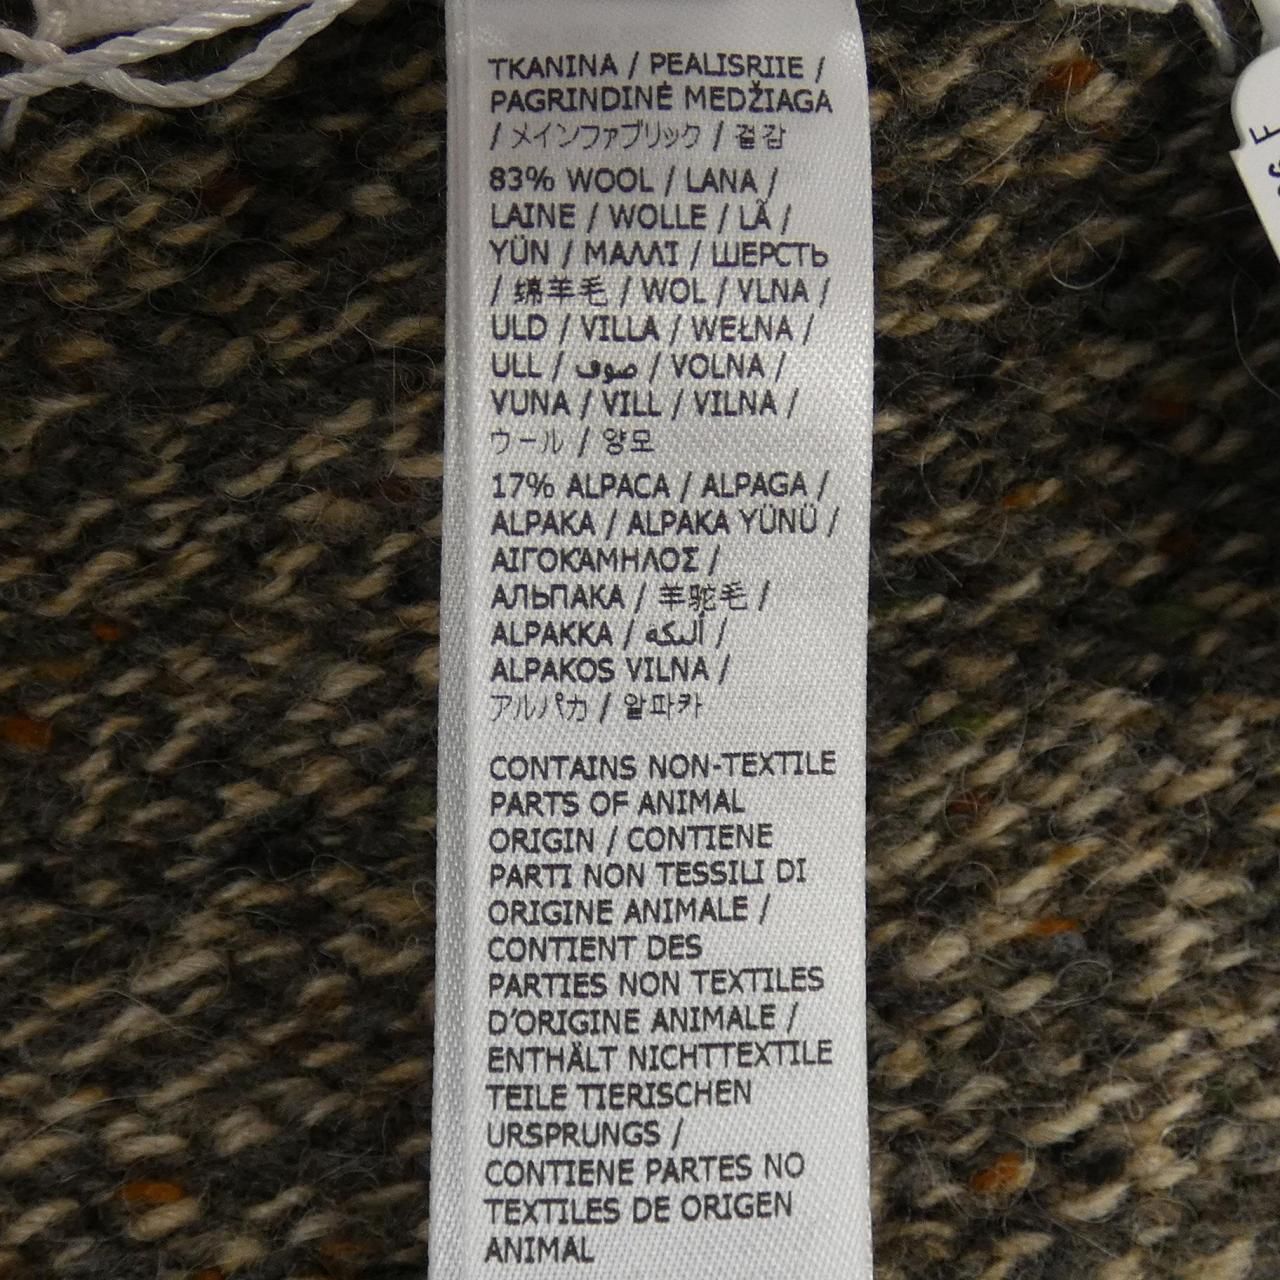 TKANINA / PEALISRIIE /
PAGRINDINĖ MEDŽIAGA
/ メインファブリック / 겉감
83% WOOL / LANA /
LAINE / WOLLE / LÃ /
YÜN / ΜΑΛΛΙ / ШЕРСТЬ
/ 绵羊毛 / WOL / VLNA /
ULD / VILLA / WEŁNA /
ULL / صوف / VOLNA /
VUNA / VILL / VILNA /
ウール / 양모
17% ALPACA / ALPAGA /
ALPAKA / ALPAKA YÜNÜ /
ΑΙΓΟΚΆΜΗΛΟΣ /
АЛЬПАКА / 羊驼毛 /
ALPAKKA / ألبكه /
ALPAKOS VILNA /
アルパカ / 알파카
CONTAINS NON-TEXTILE
PARTS OF ANIMAL
ORIGIN / CONTIENE
PARTI NON TESSILI DI
ORIGINE ANIMALE /
CONTIENT DES
PARTIES NON TEXTILES
D'ORIGINE ANIMALE /
ENTHÄLT NICHTTEXTILE
TEILE TIERISCHEN
URSPRUNGS /
CONTIENE PARTES NO
TEXTILES DE ORIGEN
ANIMAL